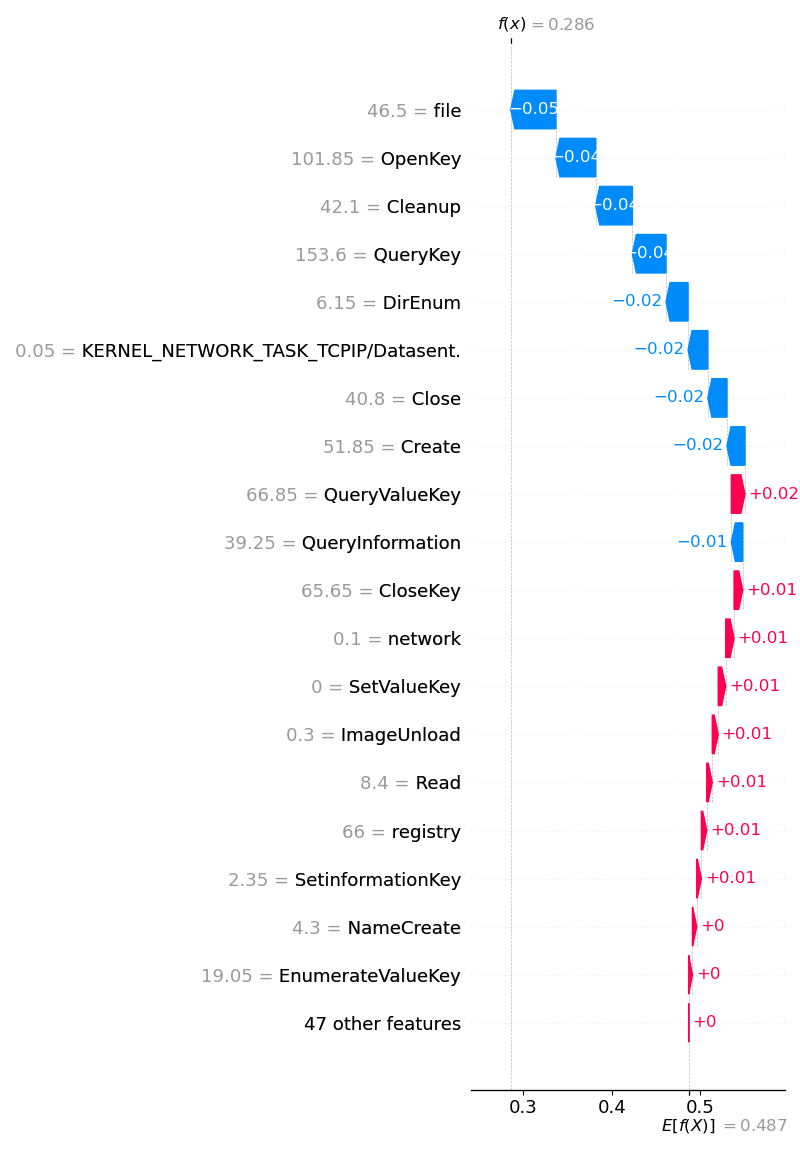 f(x) = 0.286
46.5 = file −0.05
101.85 = OpenKey −0.04
42.1 = Cleanup −0.04
153.6 = QueryKey −0.04
6.15 = DirEnum −0.02
0.05 = KERNEL_NETWORK_TASK_TCPIP/Datasent. −0.02
40.8 = Close −0.02
51.85 = Create −0.02
66.85 = QueryValueKey +0.02
39.25 = QueryInformation −0.01
65.65 = CloseKey +0.01
0.1 = network +0.01
0 = SetValueKey +0.01
0.3 = ImageUnload +0.01
8.4 = Read +0.01
66 = registry +0.01
2.35 = SetinformationKey +0.01
4.3 = NameCreate +0
19.05 = EnumerateValueKey +0
47 other features +0
0.3 0.4 0.5
E[f(X)] = 0.487